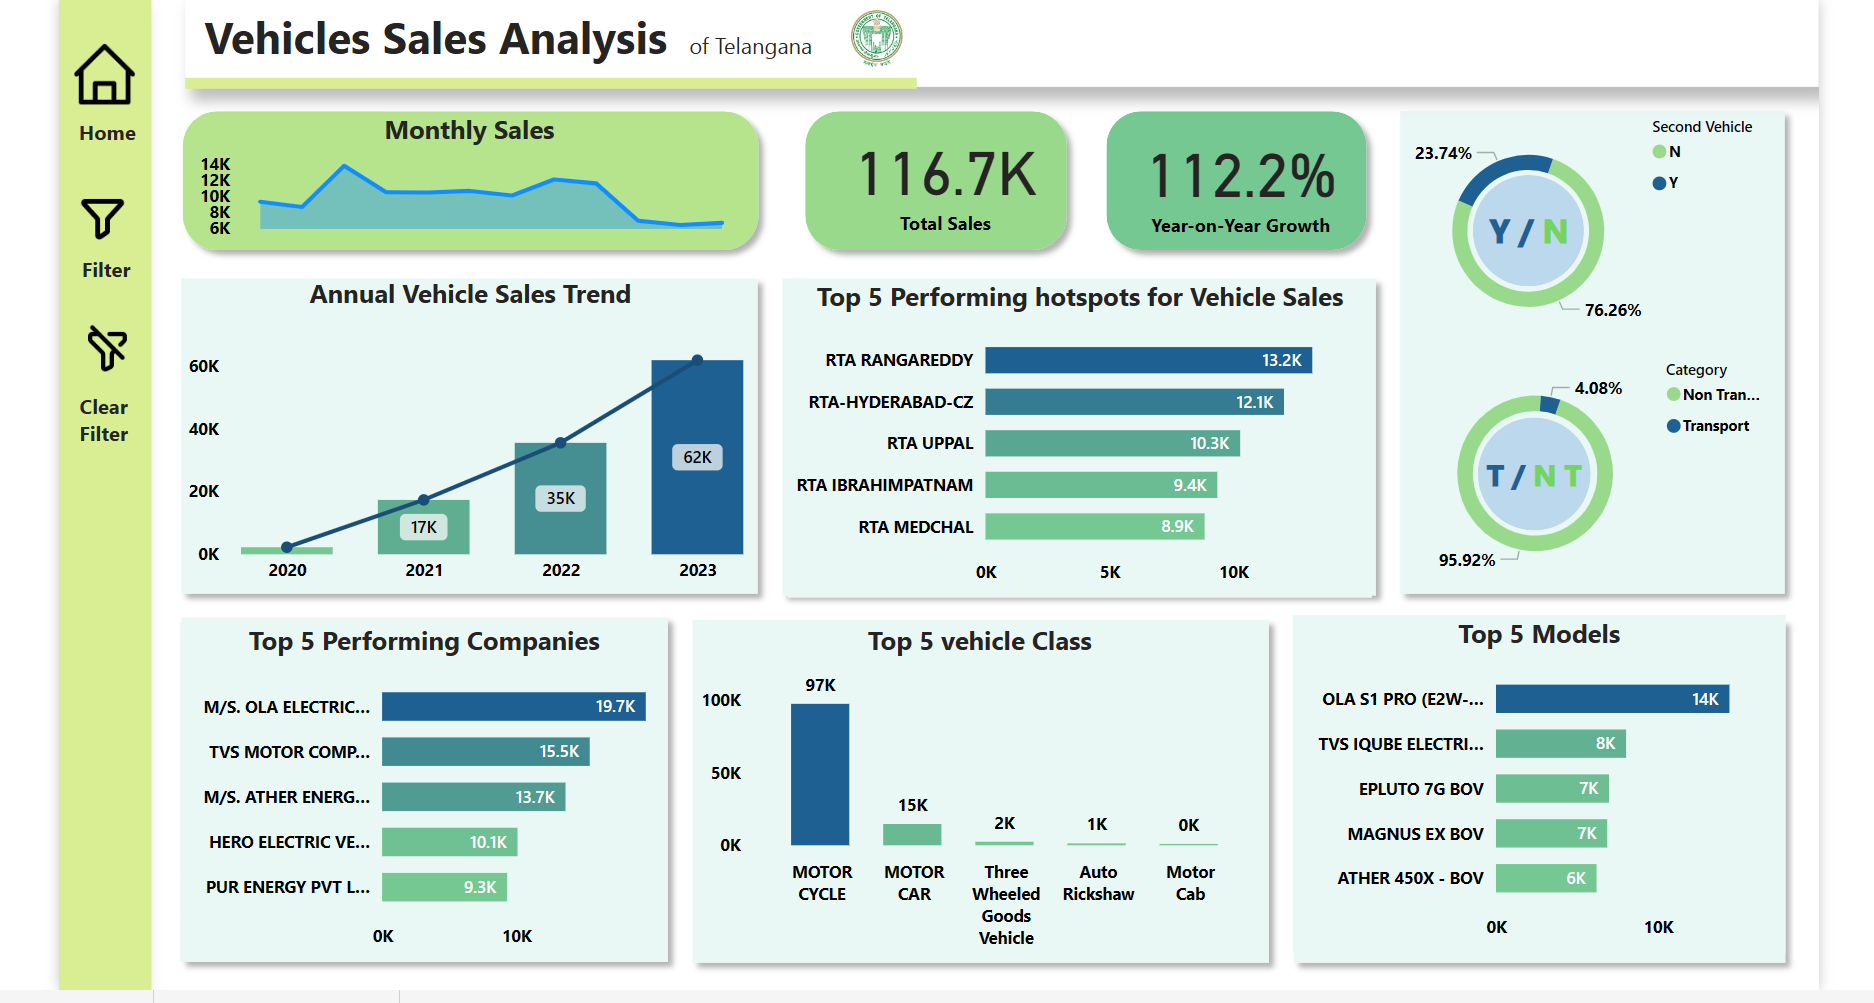 Vehicles Sales Analysis of Telangana
Home
Filter
Clear
Filter
Monthly Sales
14K
12K
10K
8K
6K
116.7K
Total Sales
112.2%
Year-on-Year Growth
Second Vehicle
N
Y
23.74%
Y / N
76.26%
Category
Non Tran...
Transport
4.08%
T / N T
95.92%
Annual Vehicle Sales Trend
60K
40K
20K
0K
17K
35K
62K
2020
2021
2022
2023
Top 5 Performing hotspots for Vehicle Sales
RTA RANGAREDDY 13.2K
RTA-HYDERABAD-CZ 12.1K
RTA UPPAL 10.3K
RTA IBRAHIMPATNAM 9.4K
RTA MEDCHAL 8.9K
0K 5K 10K
Top 5 Performing Companies
M/S. OLA ELECTRIC... 19.7K
TVS MOTOR COMP... 15.5K
M/S. ATHER ENERG... 13.7K
HERO ELECTRIC VE... 10.1K
PUR ENERGY PVT L... 9.3K
0K 10K
Top 5 vehicle Class
100K
50K
0K
97K
15K
2K
1K
0K
MOTOR
CYCLE
MOTOR
CAR
Three
Wheeled
Goods
Vehicle
Auto
Rickshaw
Motor
Cab
Top 5 Models
OLA S1 PRO (E2W-... 14K
TVS IQUBE ELECTRI... 8K
EPLUTO 7G BOV 7K
MAGNUS EX BOV 7K
ATHER 450X - BOV 6K
0K 10K